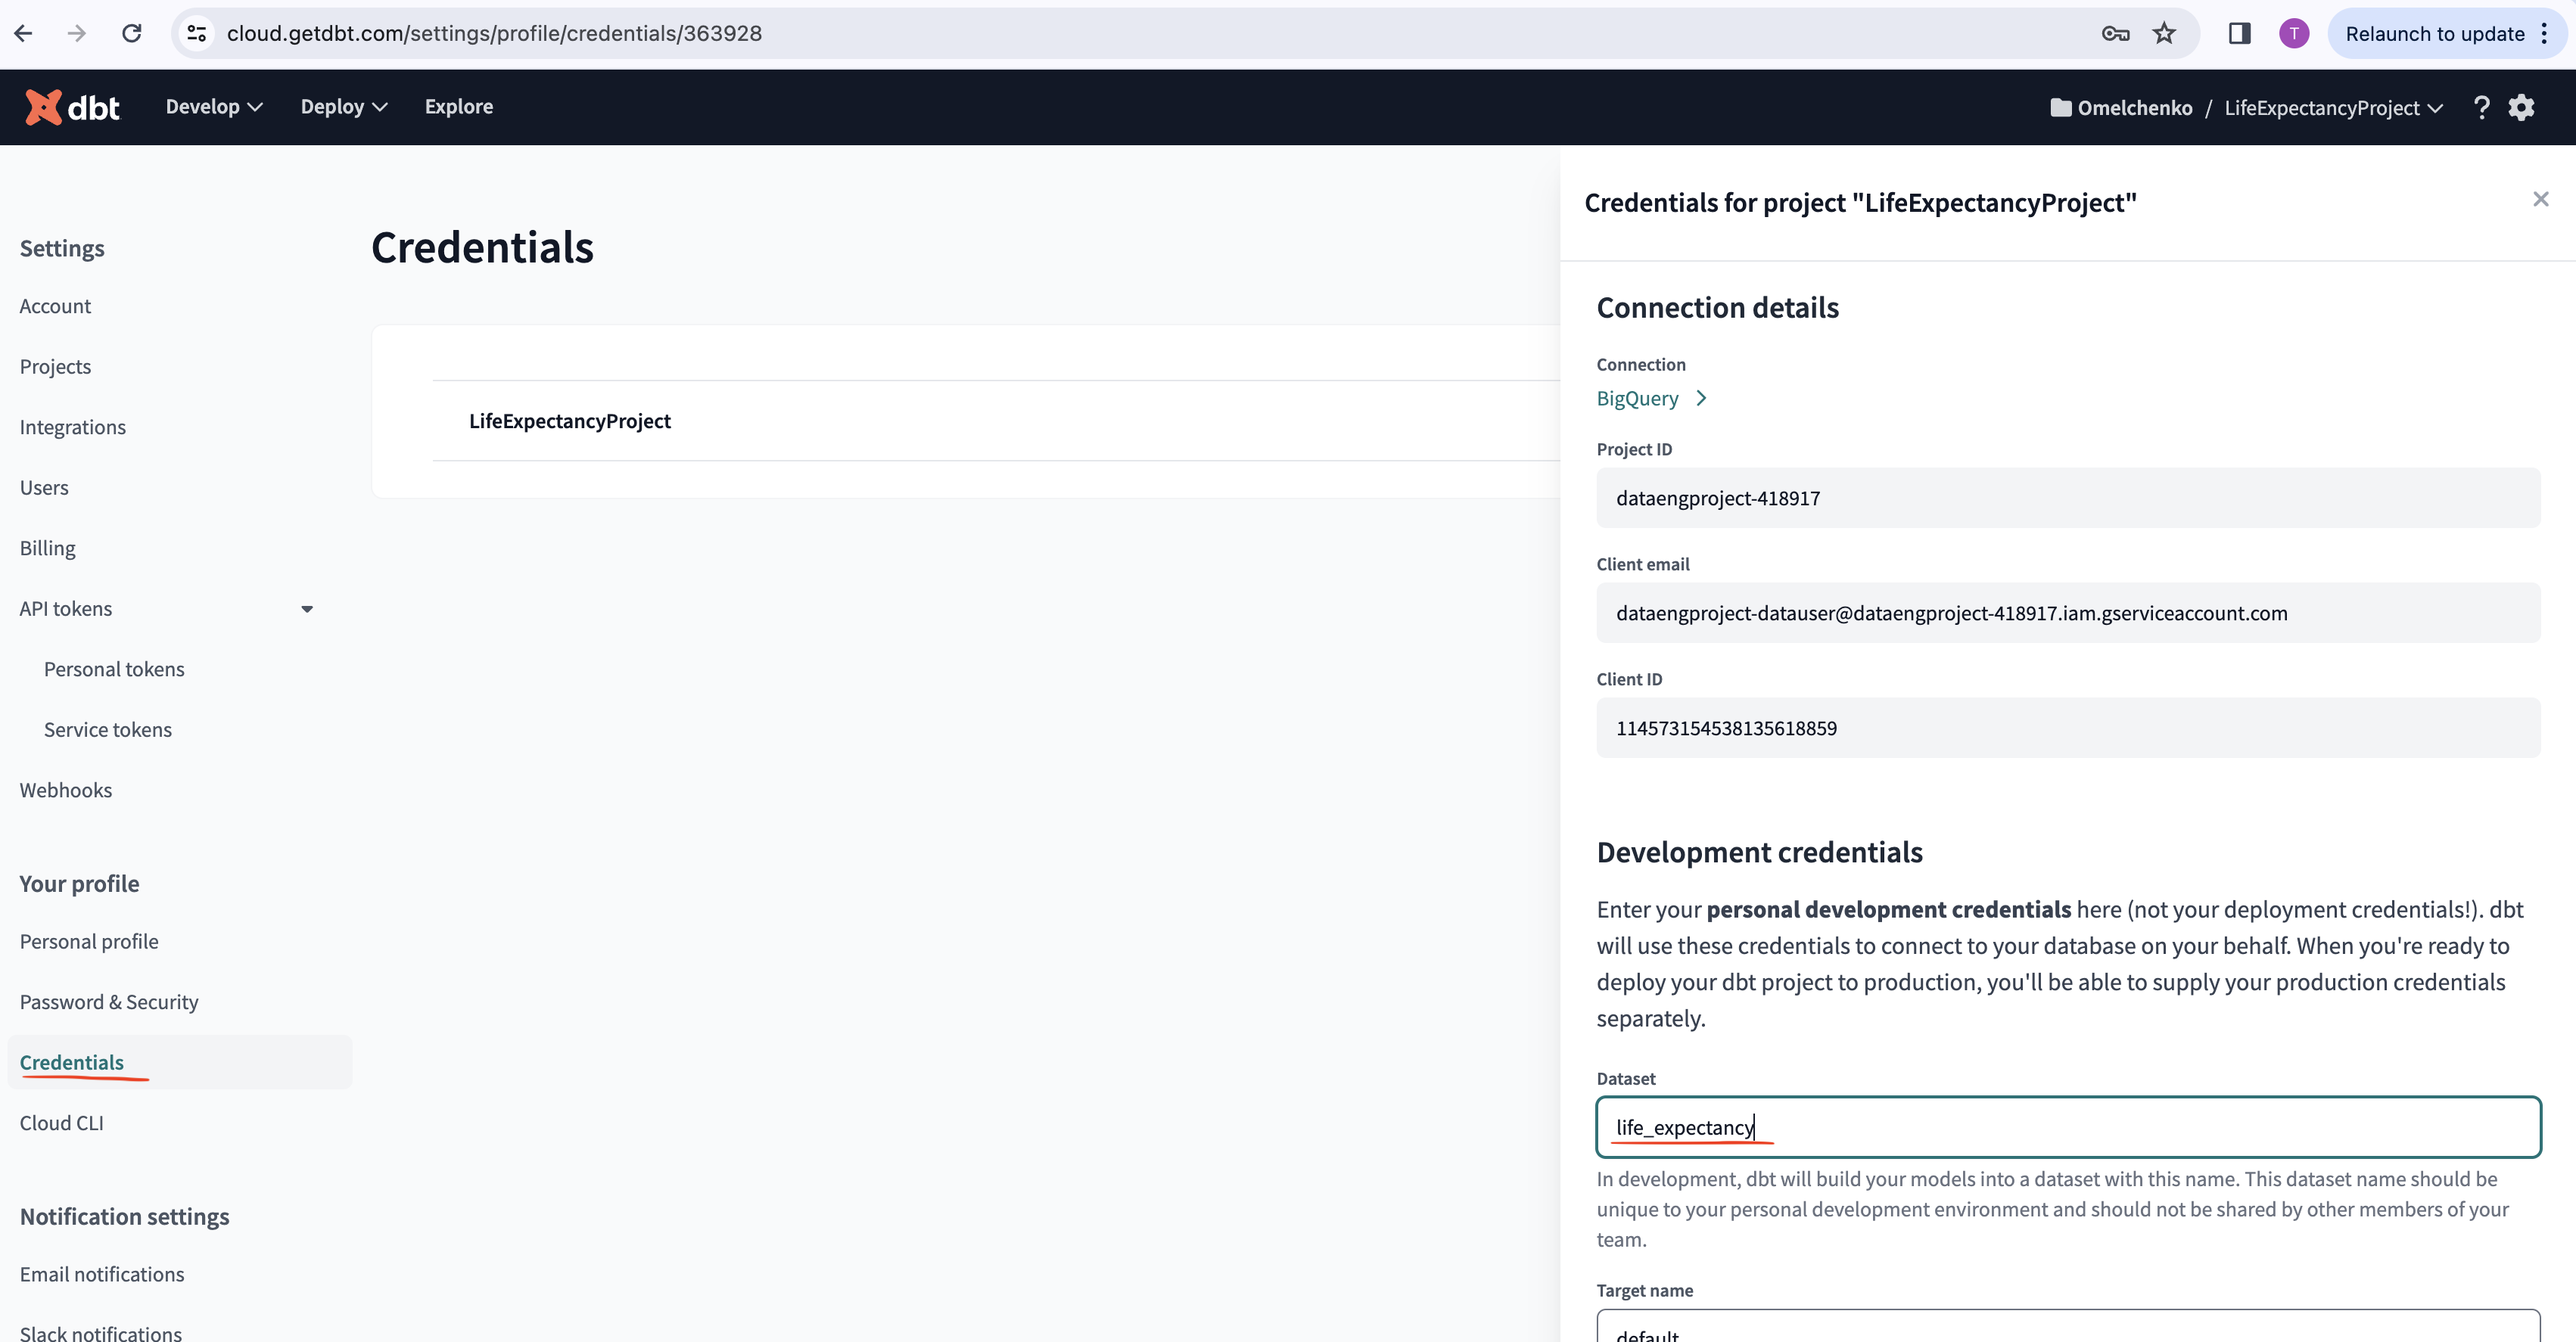 cloud.getdbt.com/settings/profile/credentials/363928
T
Relaunch to update
dbt
Develop
Deploy
Explore
Omelchenko / LifeExpectancyProject
?
Settings
Account
Projects
Integrations
Users
Billing
API tokens
Personal tokens
Service tokens
Webhooks
Your profile
Personal profile
Password & Security
Credentials
Cloud CLI
Notification settings
Email notifications
Slack notifications
Credentials
LifeExpectancyProject
Credentials for project "LifeExpectancyProject"
Connection details
Connection
BigQuery
Project ID
dataengproject-418917
Client email
dataengproject-datauser@dataengproject-418917.iam.gserviceaccount.com
Client ID
114573154538135618859
Development credentials
Enter your personal development credentials here (not your deployment credentials!). dbt
will use these credentials to connect to your database on your behalf. When you're ready to
deploy your dbt project to production, you'll be able to supply your production credentials
separately.
Dataset
life_expectancy
In development, dbt will build your models into a dataset with this name. This dataset name should be
unique to your personal development environment and should not be shared by other members of your
team.
Target name
default